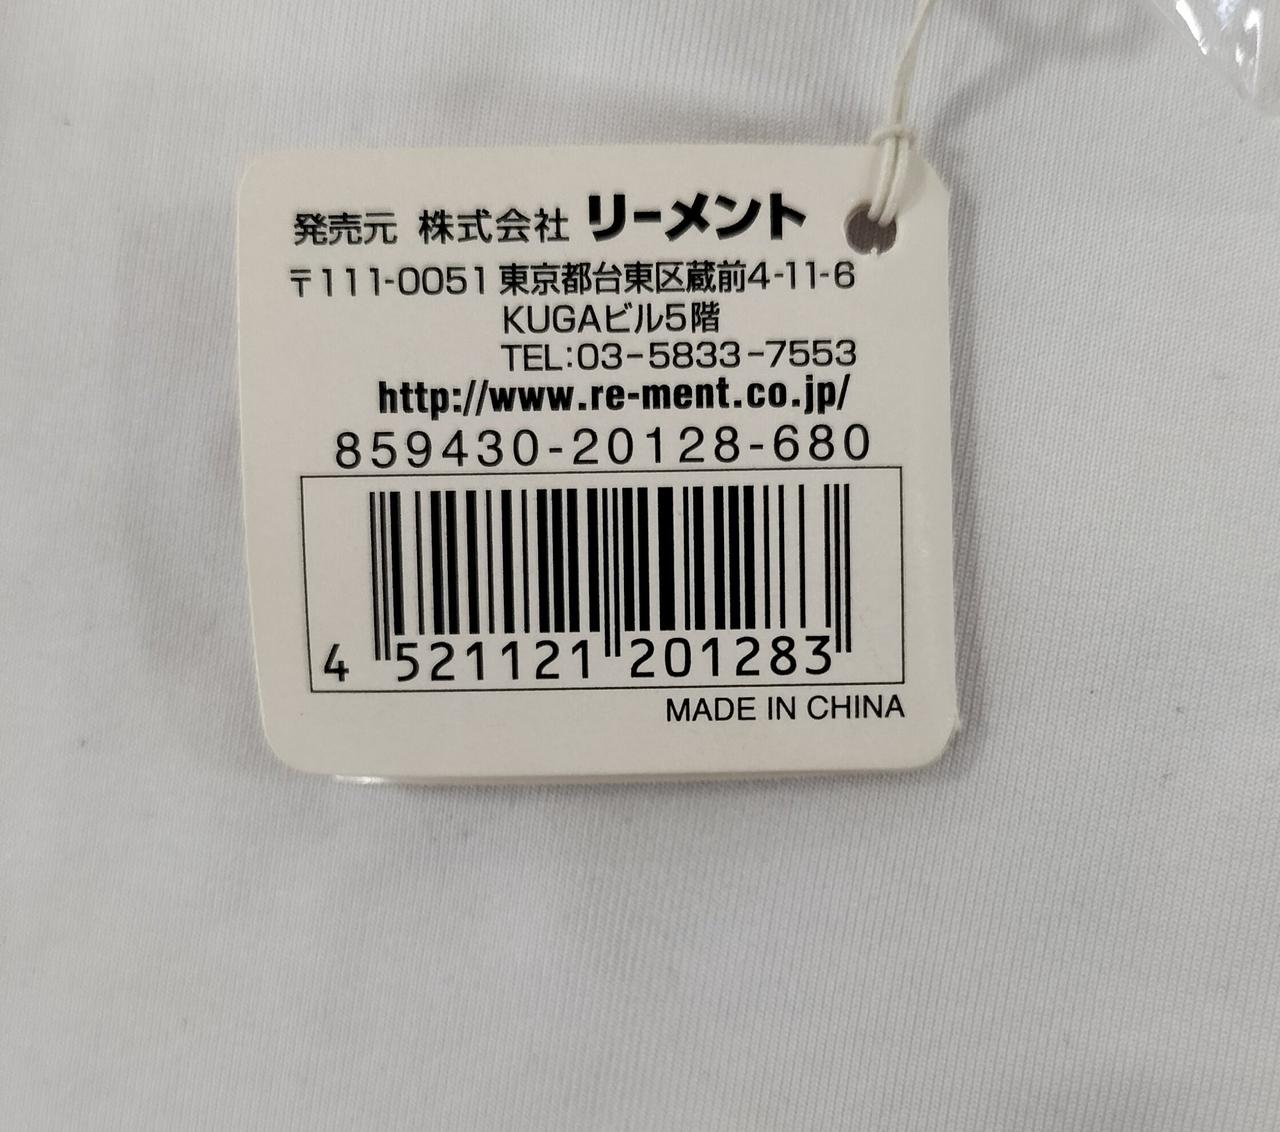 発売元 株式会社 リーメント
〒111-0051 東京都台東区蔵前4-11-6
KUGAビル5階
TEL:03-5833-7553
http://www.re-ment.co.jp/
859430-20128-680
4 521121 201283
MADE IN CHINA